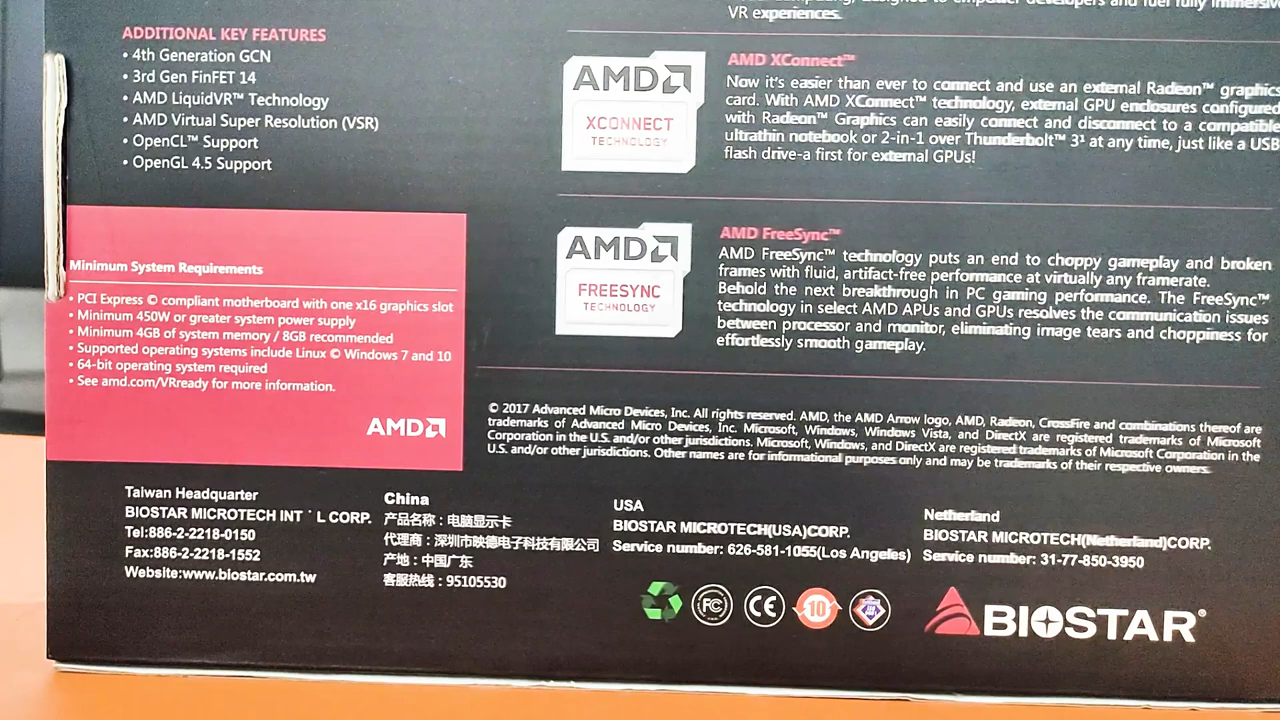 ADDITIONAL KEY FEATURES
• 4th Generation GCN
• 3rd Gen FinFET 14
• AMD LiquidVR™ Technology
• AMD Virtual Super Resolution (VSR)
• OpenCL™ Support
• OpenGL 4.5 Support
Minimum System Requirements
• PCI Express © compliant motherboard with one x16 graphics slot
• Minimum 450W or greater system power supply
• Minimum 4GB of system memory / 8GB recommended
• Supported operating systems include Linux © Windows 7 and 10
• 64-bit operating system required
• See amd.com/VRready for more information.
AMD
designed to empower developers and fuel fully
VR experiences.
AMD
XCONNECT
TECHNOLOGY
AMD XConnect™
Now it's easier than ever to connect and use an external Radeon™ graphics
card. With AMD XConnect™ technology, external GPU enclosures configured
with Radeon™ Graphics can easily connect and disconnect to a compatible
ultrathin notebook or 2-in-1 over Thunderbolt™ 3¹ at any time, just like a USB
flash drive-a first for external GPUs!
AMD
FREESYNC
TECHNOLOGY
AMD FreeSync™
AMD FreeSync™ technology puts an end to choppy gameplay and broken
frames with fluid, artifact-free performance at virtually any framerate.
Behold the next breakthrough in PC gaming performance. The FreeSync™
technology in select AMD APUs and GPUs resolves the communication issues
between processor and monitor, eliminating image tears and choppiness for
effortlessly smooth gameplay.
© 2017 Advanced Micro Devices, Inc. All rights reserved. AMD, the AMD Arrow logo, AMD, Radeon, CrossFire and combinations thereof are
trademarks of Advanced Micro Devices, Inc. Microsoft, Windows, Windows Vista, and DirectX are registered trademarks of Microsoft
Corporation in the U.S. and/or other jurisdictions. Microsoft, Windows, and DirectX are registered trademarks of Microsoft Corporation in the
U.S. and/or other jurisdictions. Other names are for informational purposes only and may be trademarks of their respective owners.
Taiwan Headquarter
BIOSTAR MICROTECH INT ' L CORP.
Tel:886-2-2218-0150
Fax:886-2-2218-1552
Website:www.biostar.com.tw
China
产品名称：电脑显示卡
代理商：深圳市映德电子科技有限公司
产地：中国广东
客服热线：95105530
USA
BIOSTAR MICROTECH(USA)CORP.
Service number: 626-581-1055(Los Angeles)
Netherland
BIOSTAR MICROTECH(Netherland)CORP.
Service number: 31-77-850-3950
FC
CE
10
BIOSTAR®